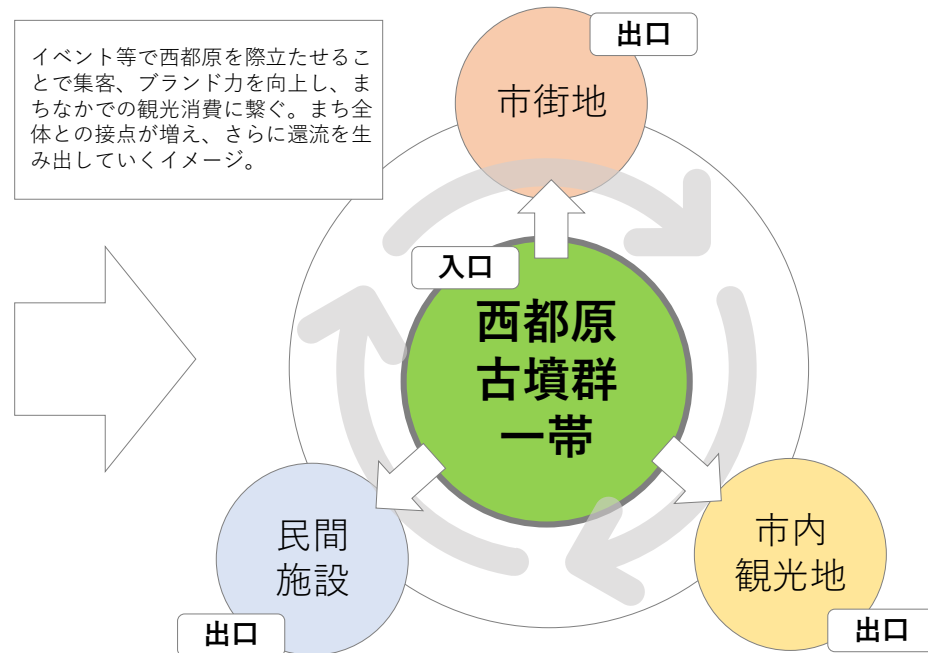 イベント等で西都原を際立たせるこ
とで集客、ブランド力を向上し、ま
ちなかでの観光消費に繋ぐ。まち全
体との接点が増え、さらに還流を生
み出していくイメージ。
出口
市街地
入口
西都原
古墳群
一帯
民間
施設
出口
市内
観光地
出口